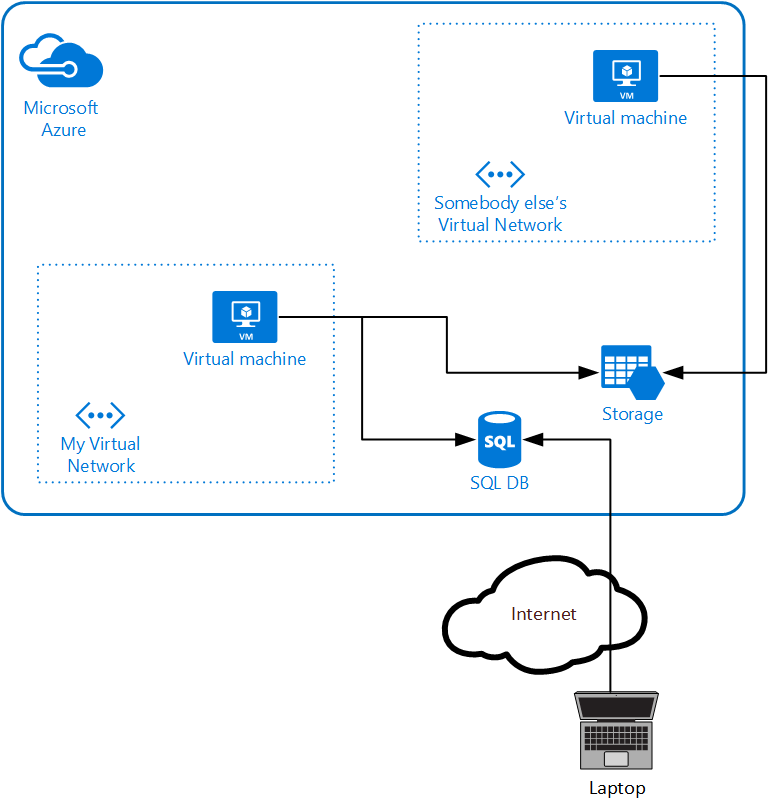 Microsoft
Azure
VM
Virtual machine
Somebody else’s
Virtual Network
VM
Virtual machine
My Virtual
Network
Storage
SQL
SQL DB
Internet
Laptop